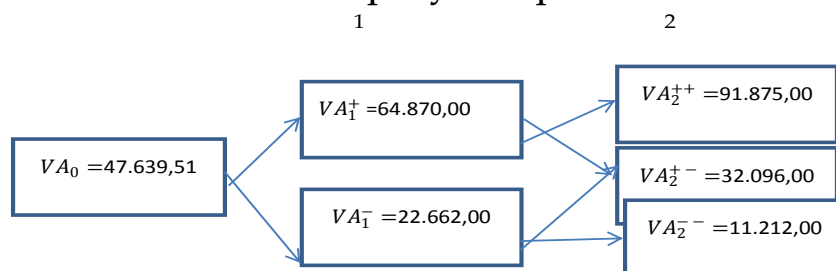 1 2
VA₁⁺ =64.870,00
VA₂⁺⁺ =91.875,00
VA₀ =47.639,51
VA₂⁺⁻ =32.096,00
VA₁⁻ =22.662,00
VA₂⁻⁻ =11.212,00